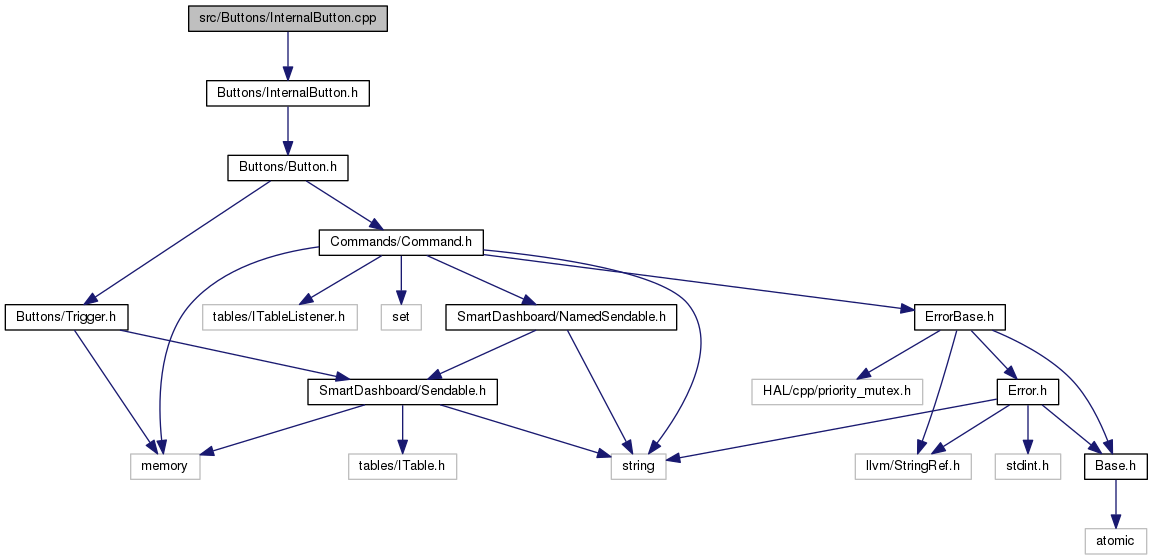 src/Buttons/InternalButton.cpp
Buttons/InternalButton.h
Buttons/Button.h
Commands/Command.h
Buttons/Trigger.h
tables/ITableListener.h
set
SmartDashboard/NamedSendable.h
ErrorBase.h
SmartDashboard/Sendable.h
HAL/cpp/priority_mutex.h
Error.h
memory
tables/ITable.h
string
llvm/StringRef.h
stdint.h
Base.h
atomic